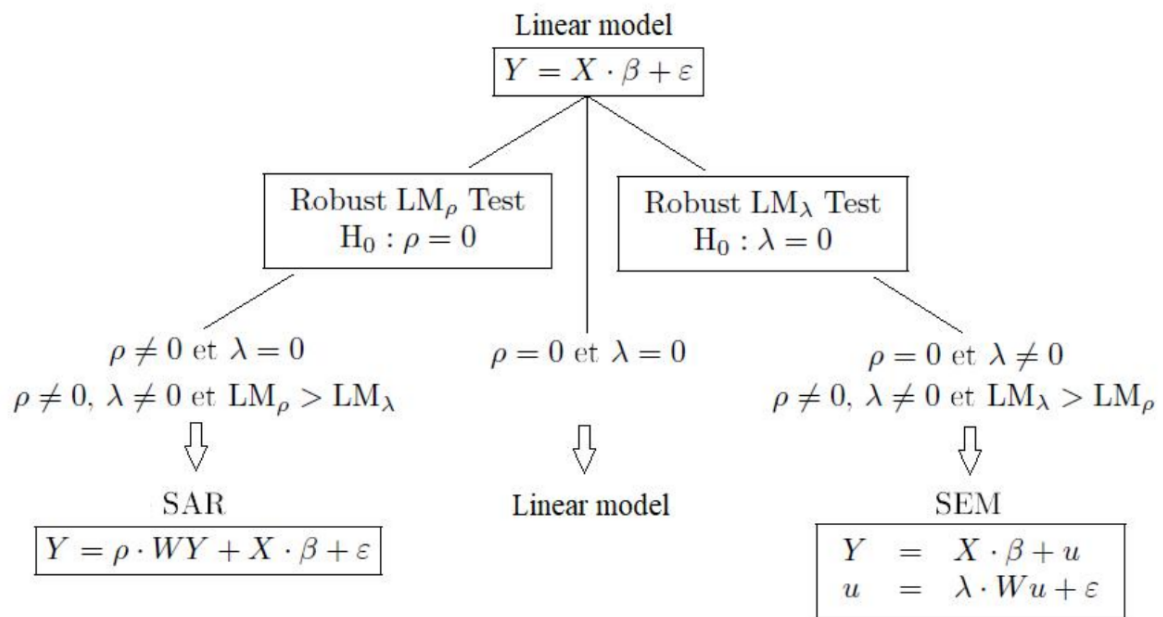 Linear model
Y = X · β + ε
Robust LMρ Test
H0 : ρ = 0
Robust LMλ Test
H0 : λ = 0
ρ ≠ 0 et λ = 0
ρ ≠ 0, λ ≠ 0 et LMρ > LMλ
ρ = 0 et λ = 0
ρ = 0 et λ ≠ 0
ρ ≠ 0, λ ≠ 0 et LMλ > LMρ
SAR
Y = ρ · WY + X · β + ε
Linear model
SEM
Y = X · β + u
u = λ · Wu + ε